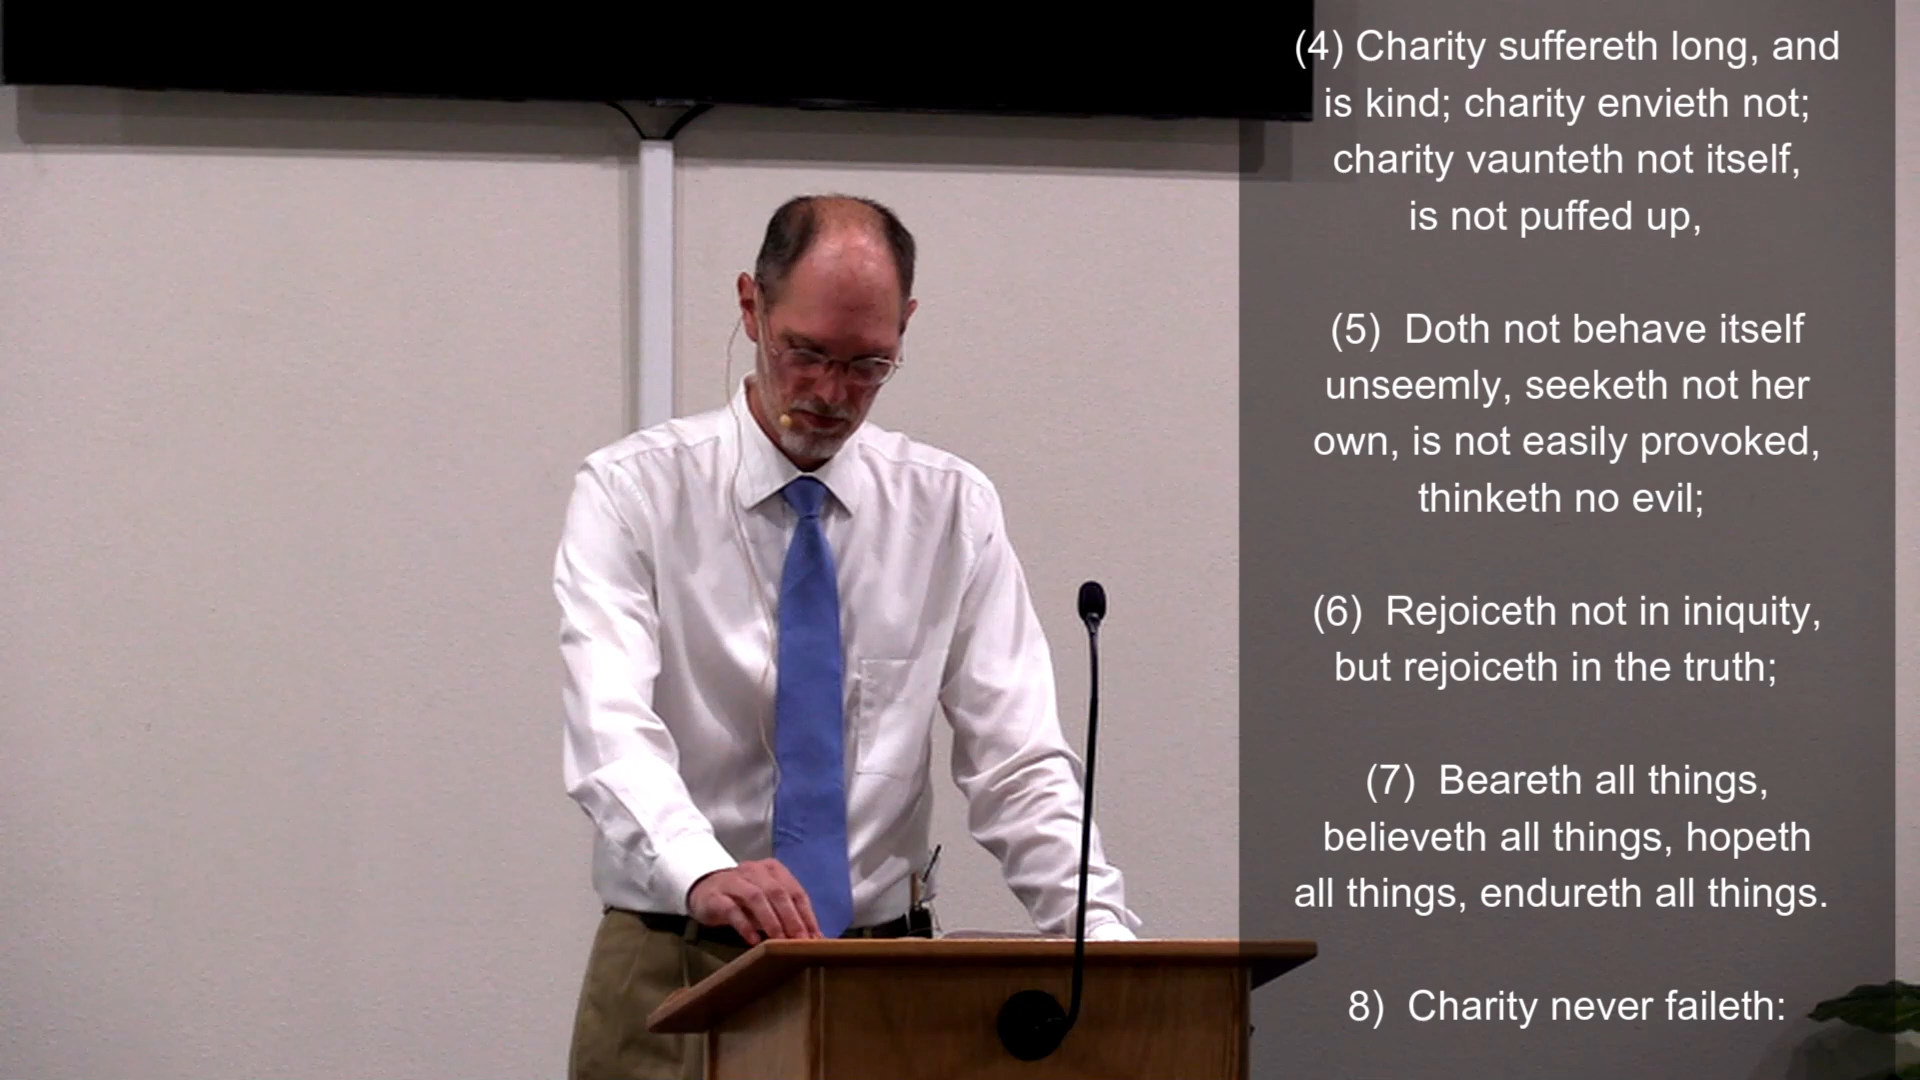 (4) Charity suffereth long, and
is kind; charity envieth not;
charity vaunteth not itself,
is not puffed up,
(5)  Doth not behave itself
unseemly, seeketh not her
own, is not easily provoked,
thinketh no evil;
(6)  Rejoiceth not in iniquity,
but rejoiceth in the truth;
(7)  Beareth all things,
believeth all things, hopeth
all things, endureth all things.
8)  Charity never faileth: